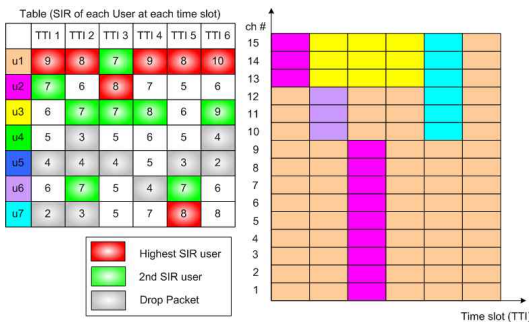 Table (SIR of each User at each time slot)
TTI 1 TTI 2 TTI 3 TTI 4 TTI 5 TTI 6
u1 9 8 7 9 8 10
u2 7 6 8 7 5 6
u3 6 7 7 8 6 9
u4 5 3 5 6 5 4
u5 4 4 4 5 3 2
u6 6 7 5 4 7 6
u7 2 3 5 7 8 8
Highest SIR user
2nd SIR user
Drop Packet
ch #
15
14
13
12
11
10
9
8
7
6
5
4
3
2
1
Time slot (TTI)